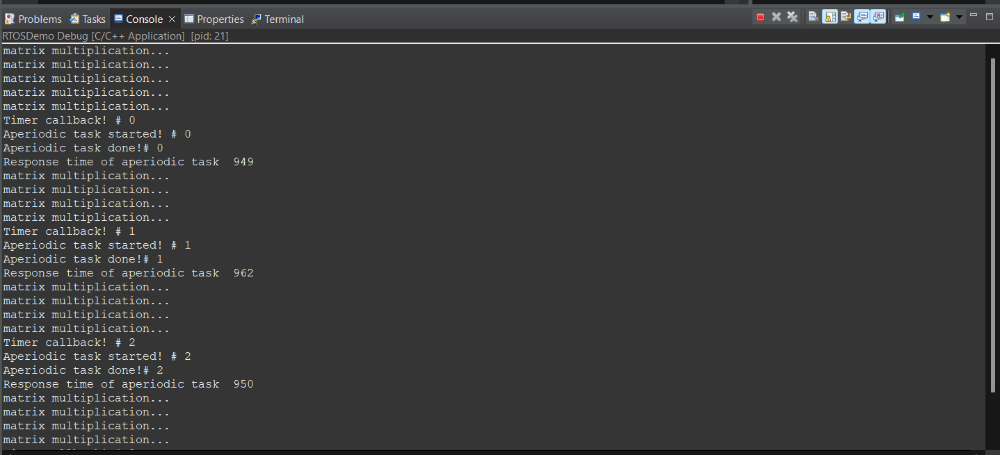 Problems Tasks Console Properties Terminal
RTOSDemo Debug [C/C++ Application] [pid: 21]
matrix multiplication...
matrix multiplication...
matrix multiplication...
matrix multiplication...
matrix multiplication...
Timer callback! # 0
Aperiodic task started! # 0
Aperiodic task done!# 0
Response time of aperiodic task  949
matrix multiplication...
matrix multiplication...
matrix multiplication...
matrix multiplication...
Timer callback! # 1
Aperiodic task started! # 1
Aperiodic task done!# 1
Response time of aperiodic task  962
matrix multiplication...
matrix multiplication...
matrix multiplication...
matrix multiplication...
Timer callback! # 2
Aperiodic task started! # 2
Aperiodic task done!# 2
Response time of aperiodic task  950
matrix multiplication...
matrix multiplication...
matrix multiplication...
matrix multiplication...